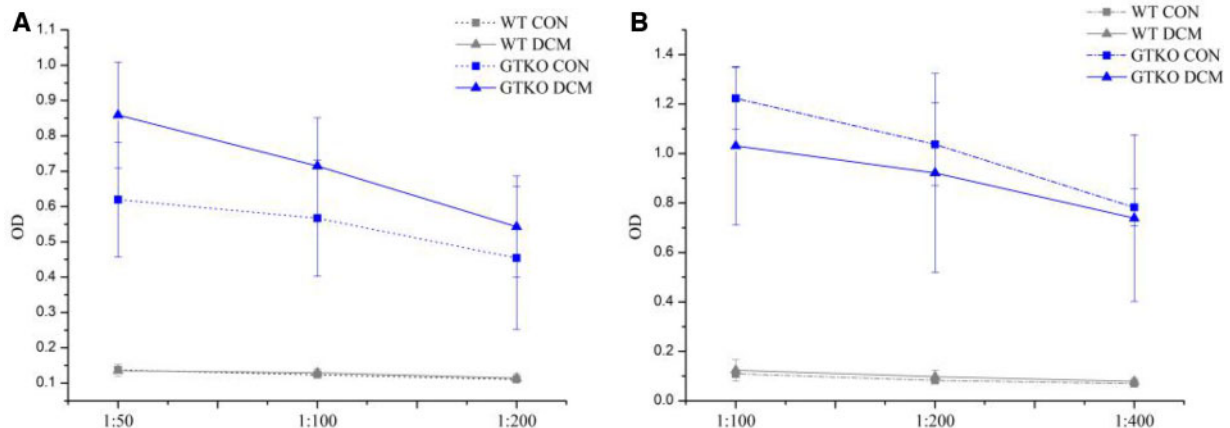 A
WT CON
WT DCM
GTKO CON
GTKO DCM
OD
1.1
1.0
0.9
0.8
0.7
0.6
0.5
0.4
0.3
0.2
0.1
1:50 1:100 1:200
B
WT CON
WT DCM
GTKO CON
GTKO DCM
OD
1.4
1.2
1.0
0.8
0.6
0.4
0.2
0.0
1:100 1:200 1:400